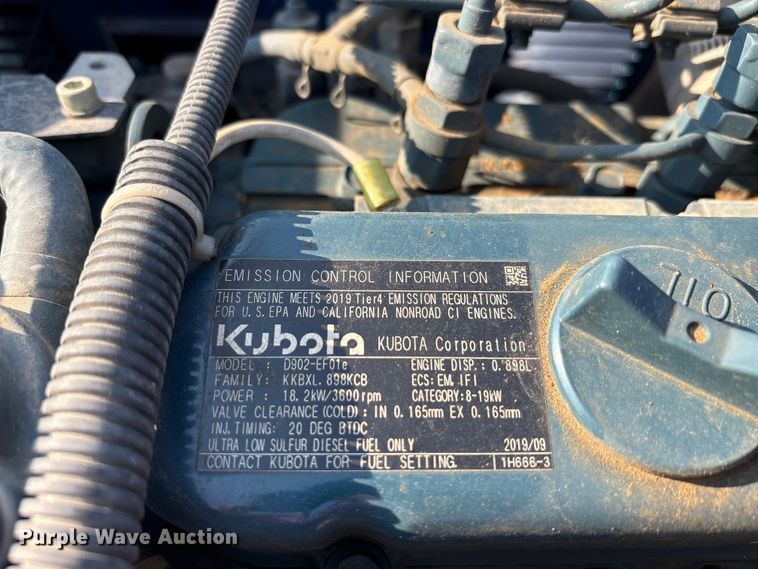 EMISSION CONTROL INFORMATION
THIS ENGINE MEETS 2019 Tier4 EMISSION REGULATIONS
FOR U.S. EPA AND CALIFORNIA NONROAD CI ENGINES.
Kubota KUBOTA Corporation
MODEL : D902-EF01e ENGINE DISP.: 0.898L
FAMILY: KKBXL.898KCB ECS: EM, IFI
POWER : 18.2kW/3600rpm CATEGORY: 8-19kW
VALVE CLEARANCE (COLD) : IN 0.165mm EX 0.165mm
INJ. TIMING: 20 DEG BTDC
ULTRA LOW SULFUR DIESEL FUEL ONLY 2019/09
CONTACT KUBOTA FOR FUEL SETTING. 1H666-3
OIL
Purple Wave Auction